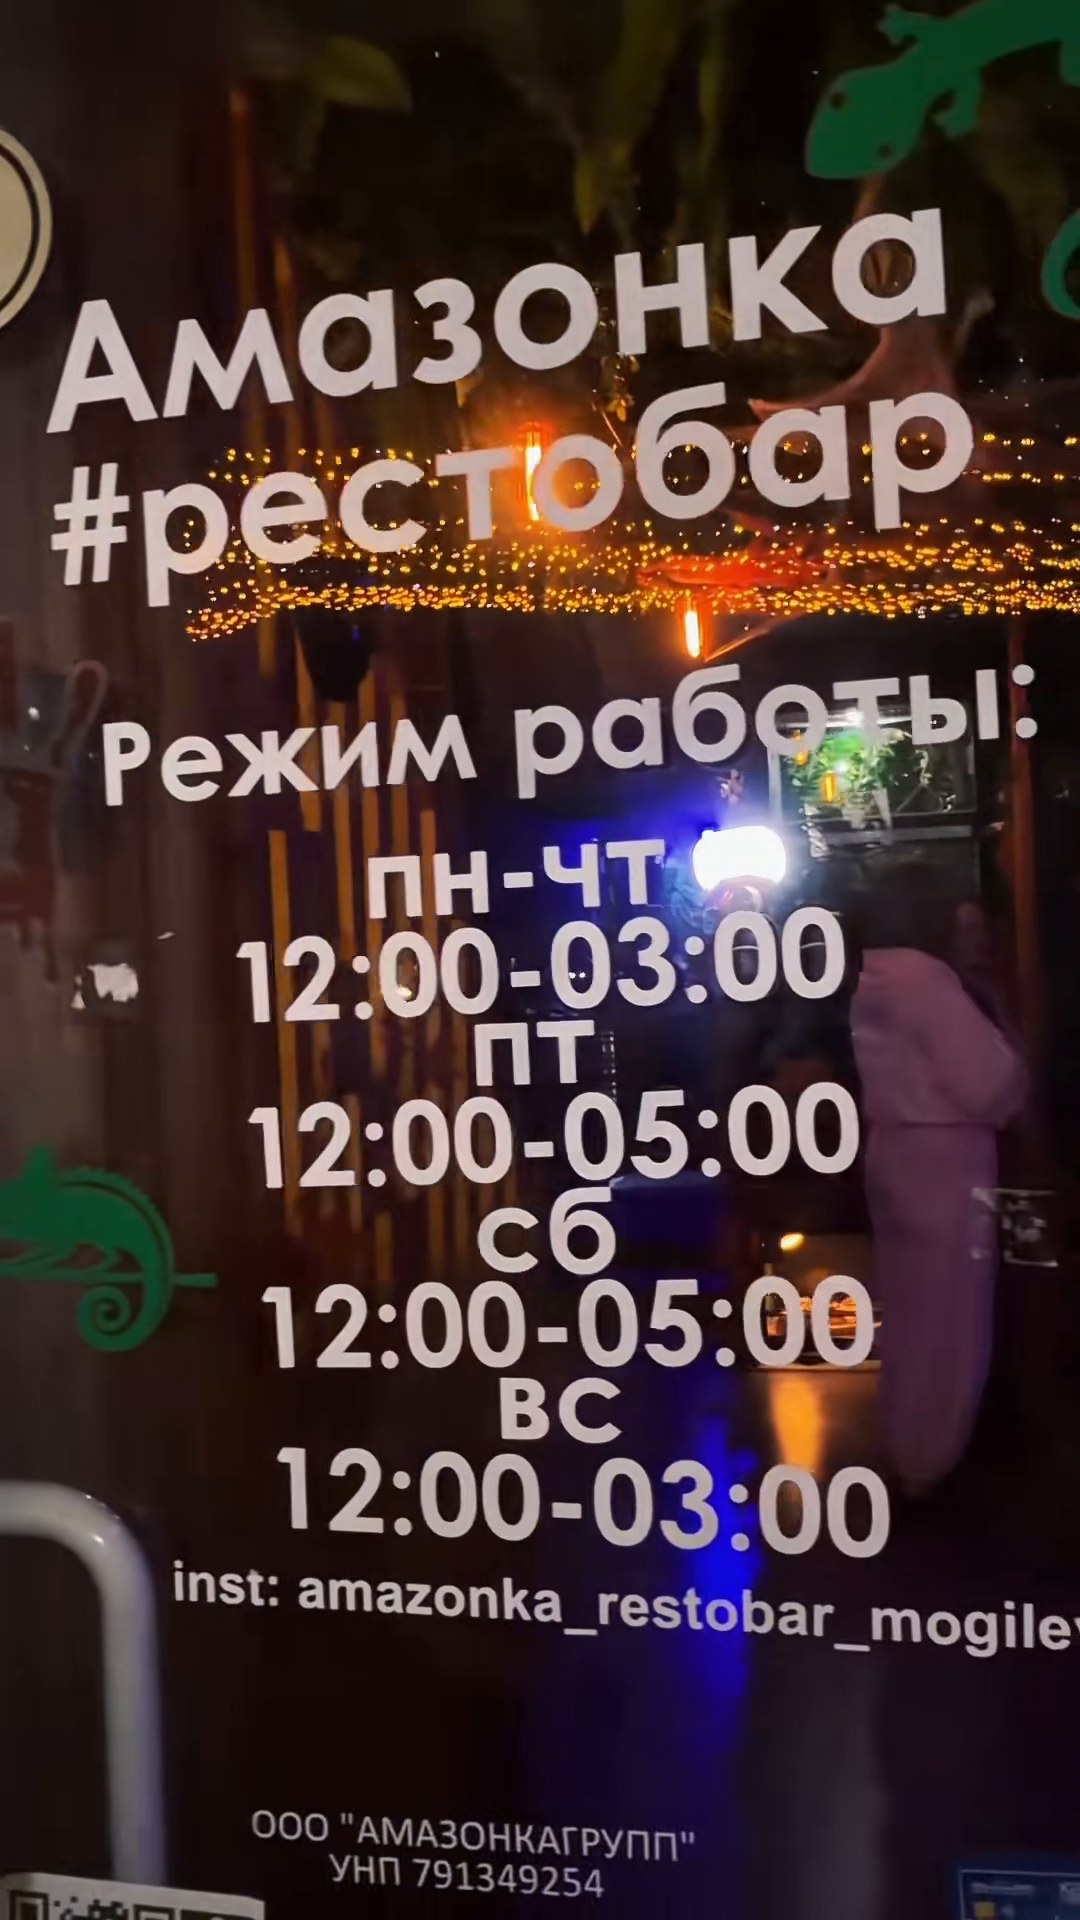 Амазонка
#рестобар
Режим работы:
пн-чт
12:00-03:00
пт
12:00-05:00
сб
12:00-05:00
вс
12:00-03:00
inst: amazonka_restobar_mogilev
ООО "АМАЗОНКАГРУПП"
УНП 791349254